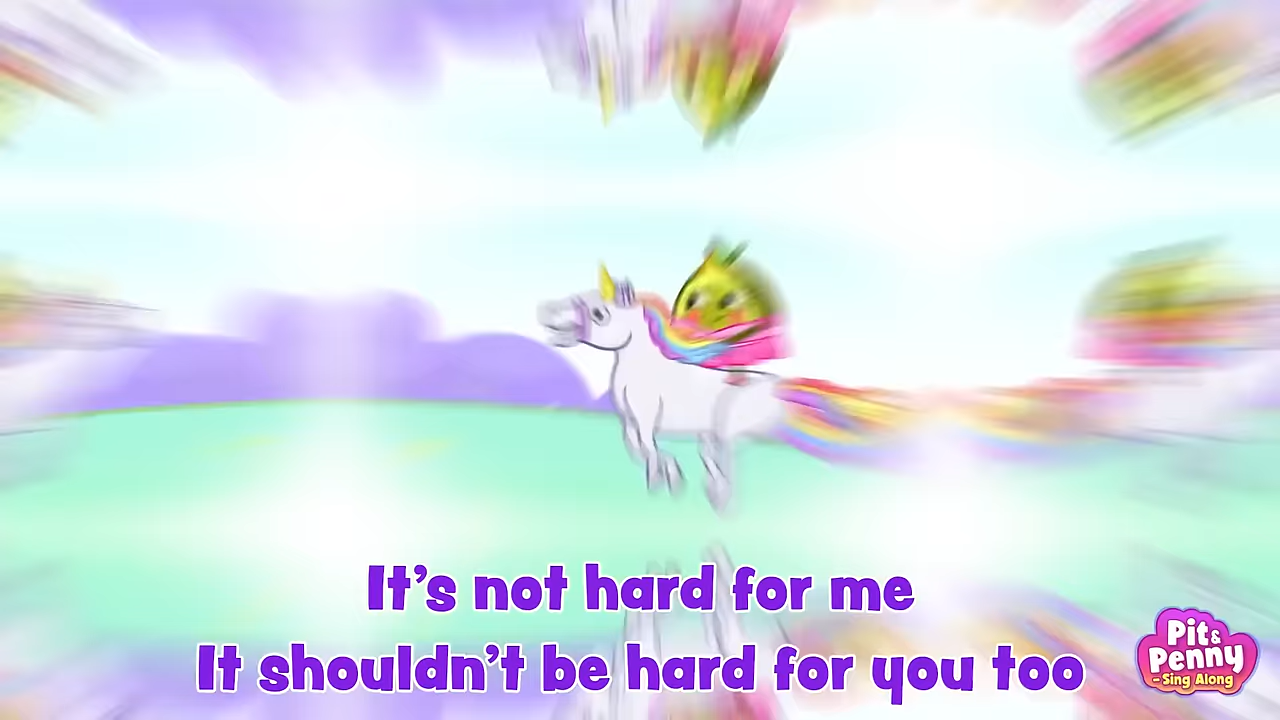 It's not hard for me
It shouldn't be hard for you too
Pit &
Penny
- Sing Along